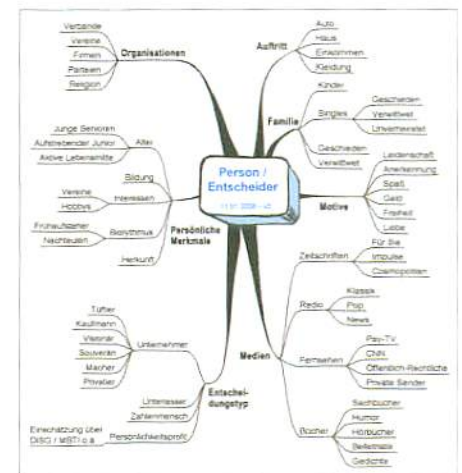 Verbände
Vereine
Firmen
Parteien
Religion
Organisationen
Auto
Haus
Einkommen
Kleidung
Auftritt
Kinder
Singles
Geschieden
Verwitwet
Unverheiratet
Geschieden
Verwitwet
Familie
Junge Senioren
Aufstrebender Junior
Aktive Lebensmitte
Alter
Bildung
Vereine
Hobbys
Interessen
Frühaufsteher
Nachteulen
Biorythmus
Herkunft
Persönliche
Merkmale
Person /
Entscheider
Leidenschaft
Anerkennung
Spaß
Geld
Freiheit
Liebe
Motive
Zeitschriften
Für Sie
Impulse
Cosmopolitan
Radio
Klassik
Pop
News
Medien
Fernsehen
Pay-TV
CNN
Öffentlich-Rechtliche
Private Sender
Bücher
Sachbücher
Humor
Hörbücher
Belletristik
Gedichte
Tüftler
Kaufmann
Visionär
Souverän
Macher
Privatier
Unternehmer
Unterlasser
Zahlenmensch
Einschätzung über
DISG / MBTI o.ä.
Persönlichkeitsprofil
Entschei-
dungstyp